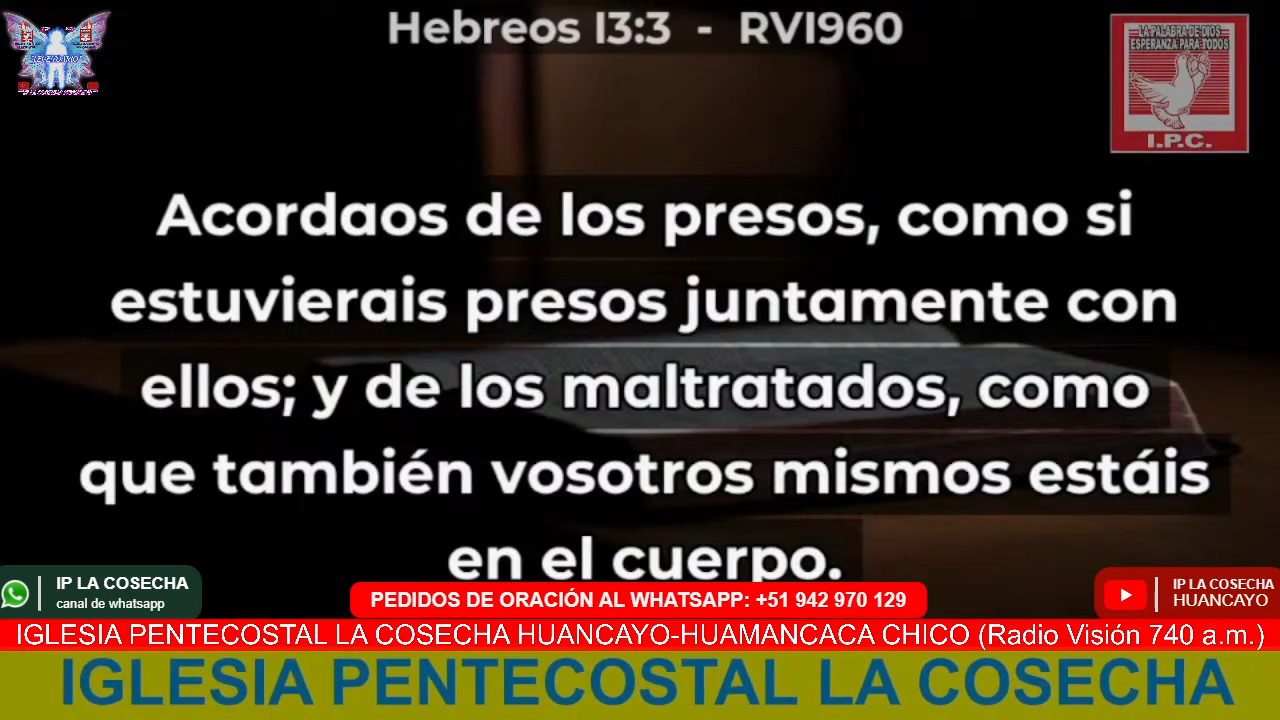 Hebreos 13:3 - RV1960
LA PALABRA DE DIOS
ESPERANZA PARA TODOS
I.P.C.
Acordaos de los presos, como si
estuvierais presos juntamente con
ellos; y de los maltratados, como
que también vosotros mismos estáis
en el cuerpo.
IP LA COSECHA
canal de whatsapp
PEDIDOS DE ORACIÓN AL WHATSAPP: +51 942 970 129
IP LA COSECHA
HUANCAYO
IGLESIA PENTECOSTAL LA COSECHA HUANCAYO-HUAMANCACA CHICO (Radio Visión 740 a.m.)
IGLESIA PENTECOSTAL LA COSECHA